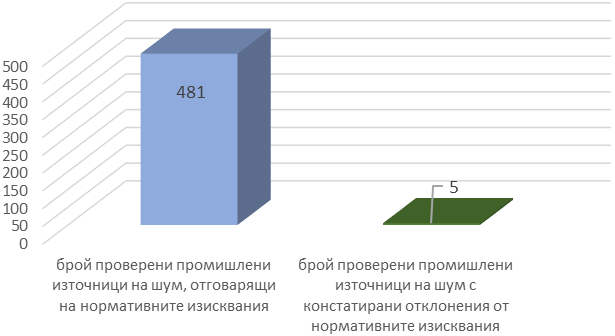 500
450
400
350
300
250
200
150
100
50
0
481
5
брой проверени промишлени
източници на шум, отговарящи
на нормативните изисквания
брой проверени промишлени
източници на шум с
констатирани отклонения от
нормативните изисквания